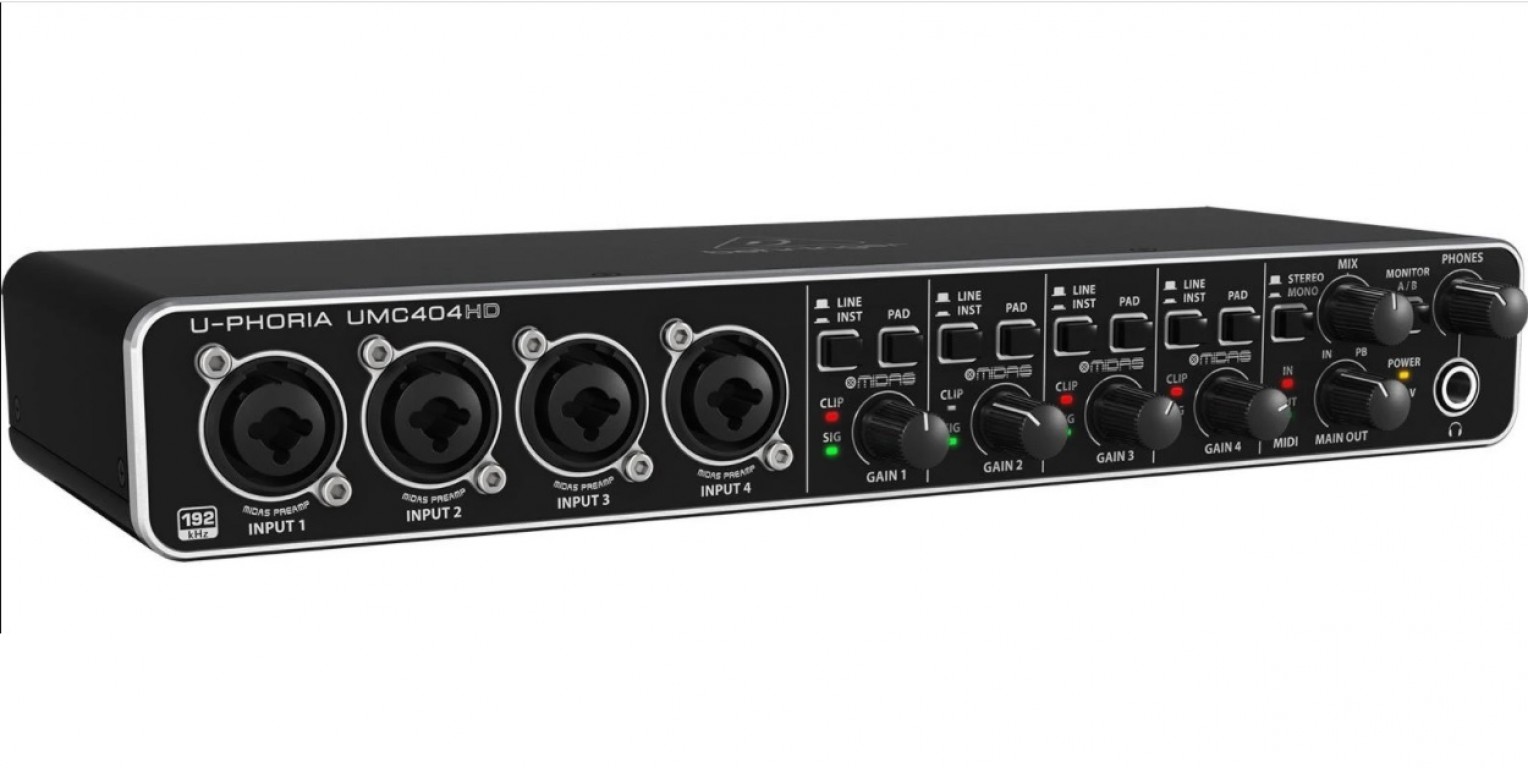 behringer
U-PHORIA UMC404HD
MIDAS PREAMP
INPUT 1
MIDAS PREAMP
INPUT 2
MIDAS PREAMP
INPUT 3
MIDAS PREAMP
INPUT 4
192
kHz
LINE
INST
PAD
MIDAS
CLIP
SIG
GAIN 1
LINE
INST
PAD
MIDAS
CLIP
GAIN 2
LINE
INST
PAD
MIDAS
CLIP
GAIN 3
LINE
INST
PAD
MIDAS
CLIP
GAIN 4
STEREO
MONO
MIX
IN
PB
MONITOR
A / B
PHONES
IN
MIDI
MAIN OUT
POWER